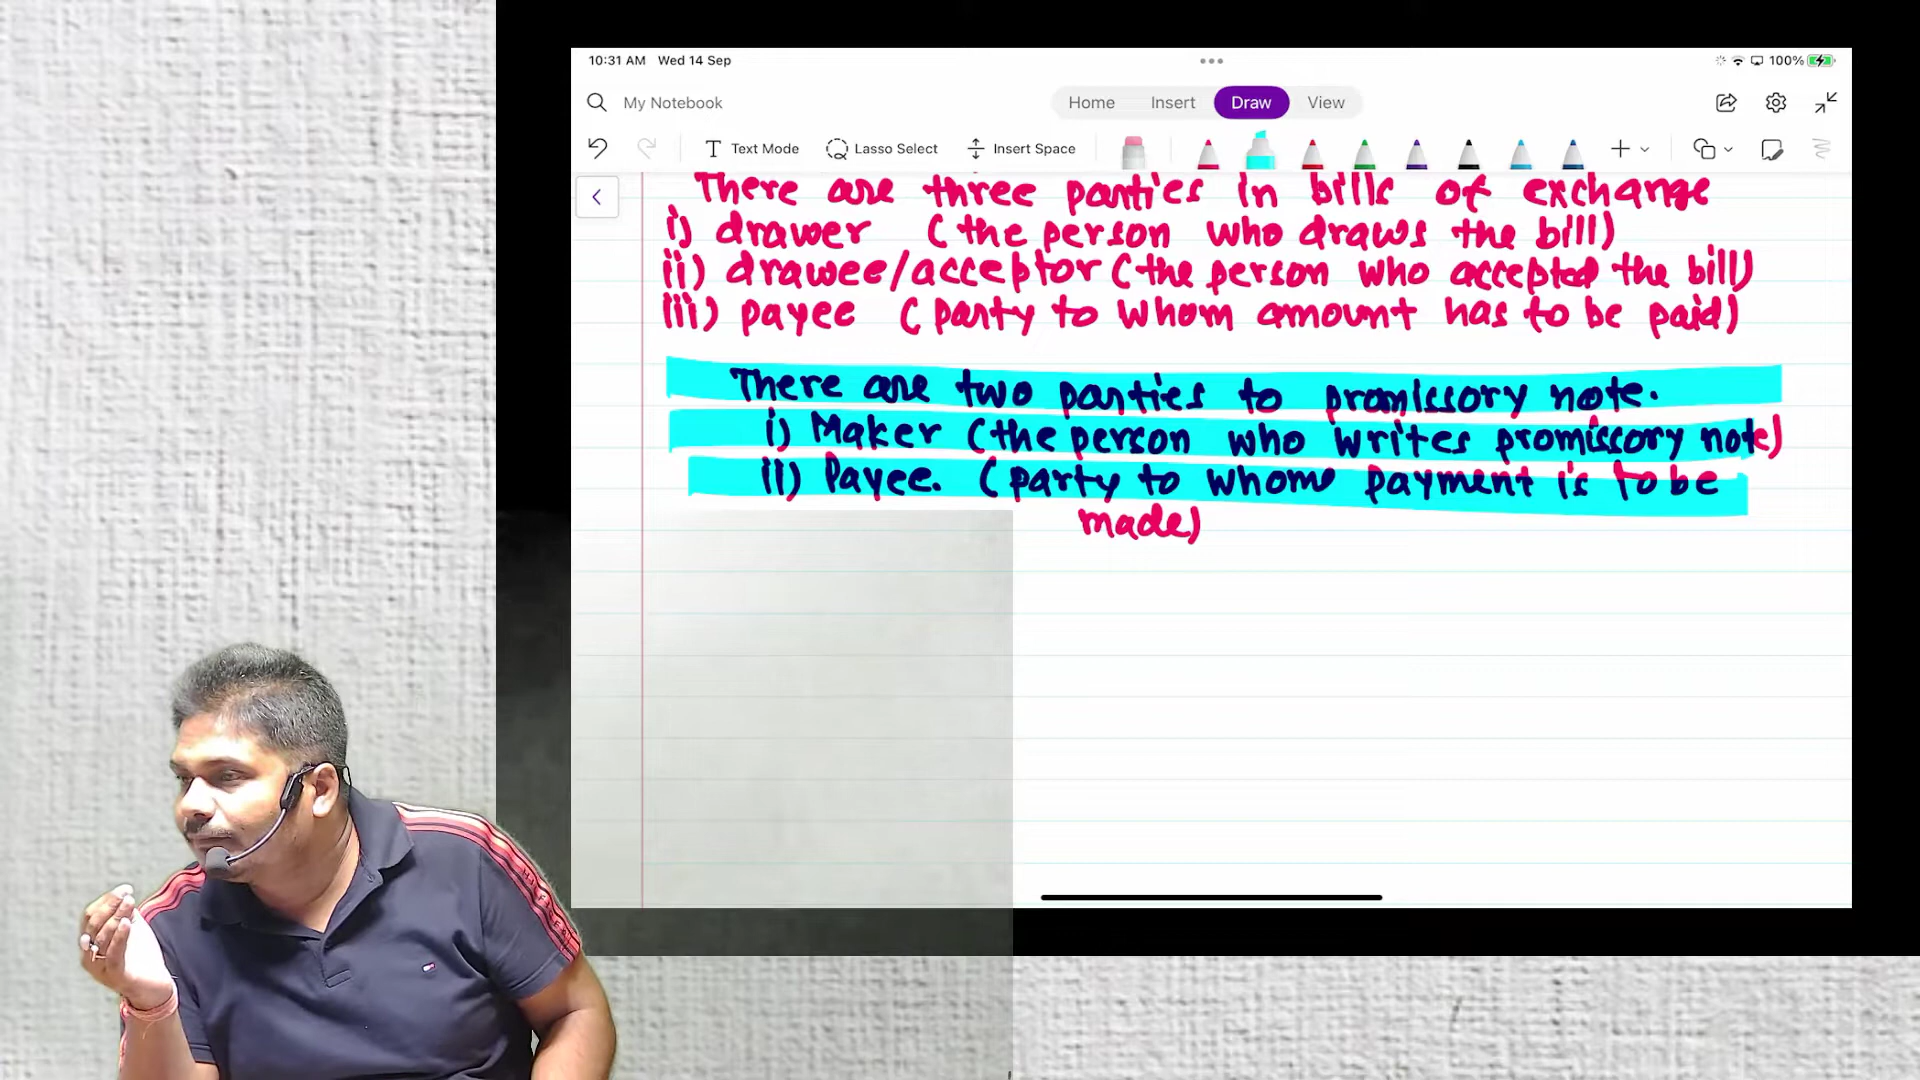 10:31 AM Wed 14 Sep
100%
My Notebook
Home Insert Draw View
Text Mode Lasso Select Insert Space
There are three parties in bills of exchange
i) drawer (the person who draws the bill)
ii) drawee/acceptor (the person who accepted the bill)
iii) payee (party to whom amount has to be paid)
There are two parties to promissory note.
i) Maker (the person who writes promissory note)
ii) Payee. (party to whom payment is to be
made)